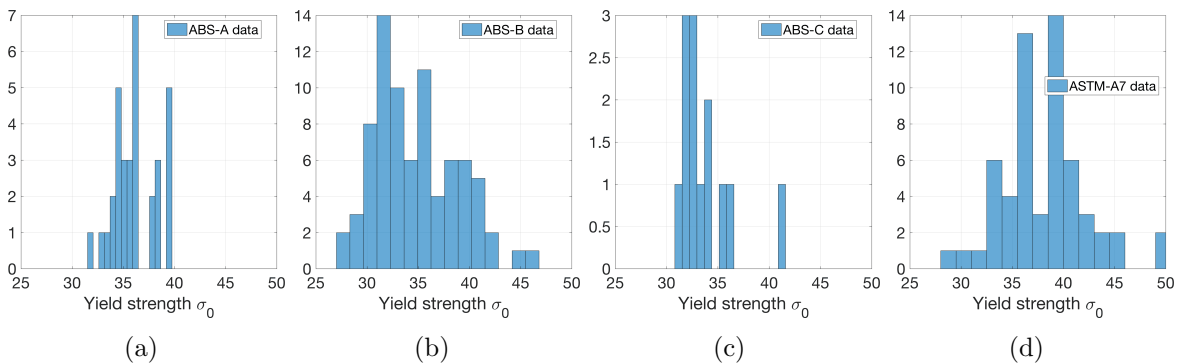 7
6
5
4
3
2
1
0
25 30 35 40 45 50
ABS-A data
Yield strength σ0
(a)
14
12
10
8
6
4
2
0
25 30 35 40 45 50
ABS-B data
Yield strength σ0
(b)
3
2.5
2
1.5
1
0.5
0
25 30 35 40 45 50
ABS-C data
Yield strength σ0
(c)
14
12
10
8
6
4
2
0
25 30 35 40 45 50
ASTM-A7 data
Yield strength σ0
(d)